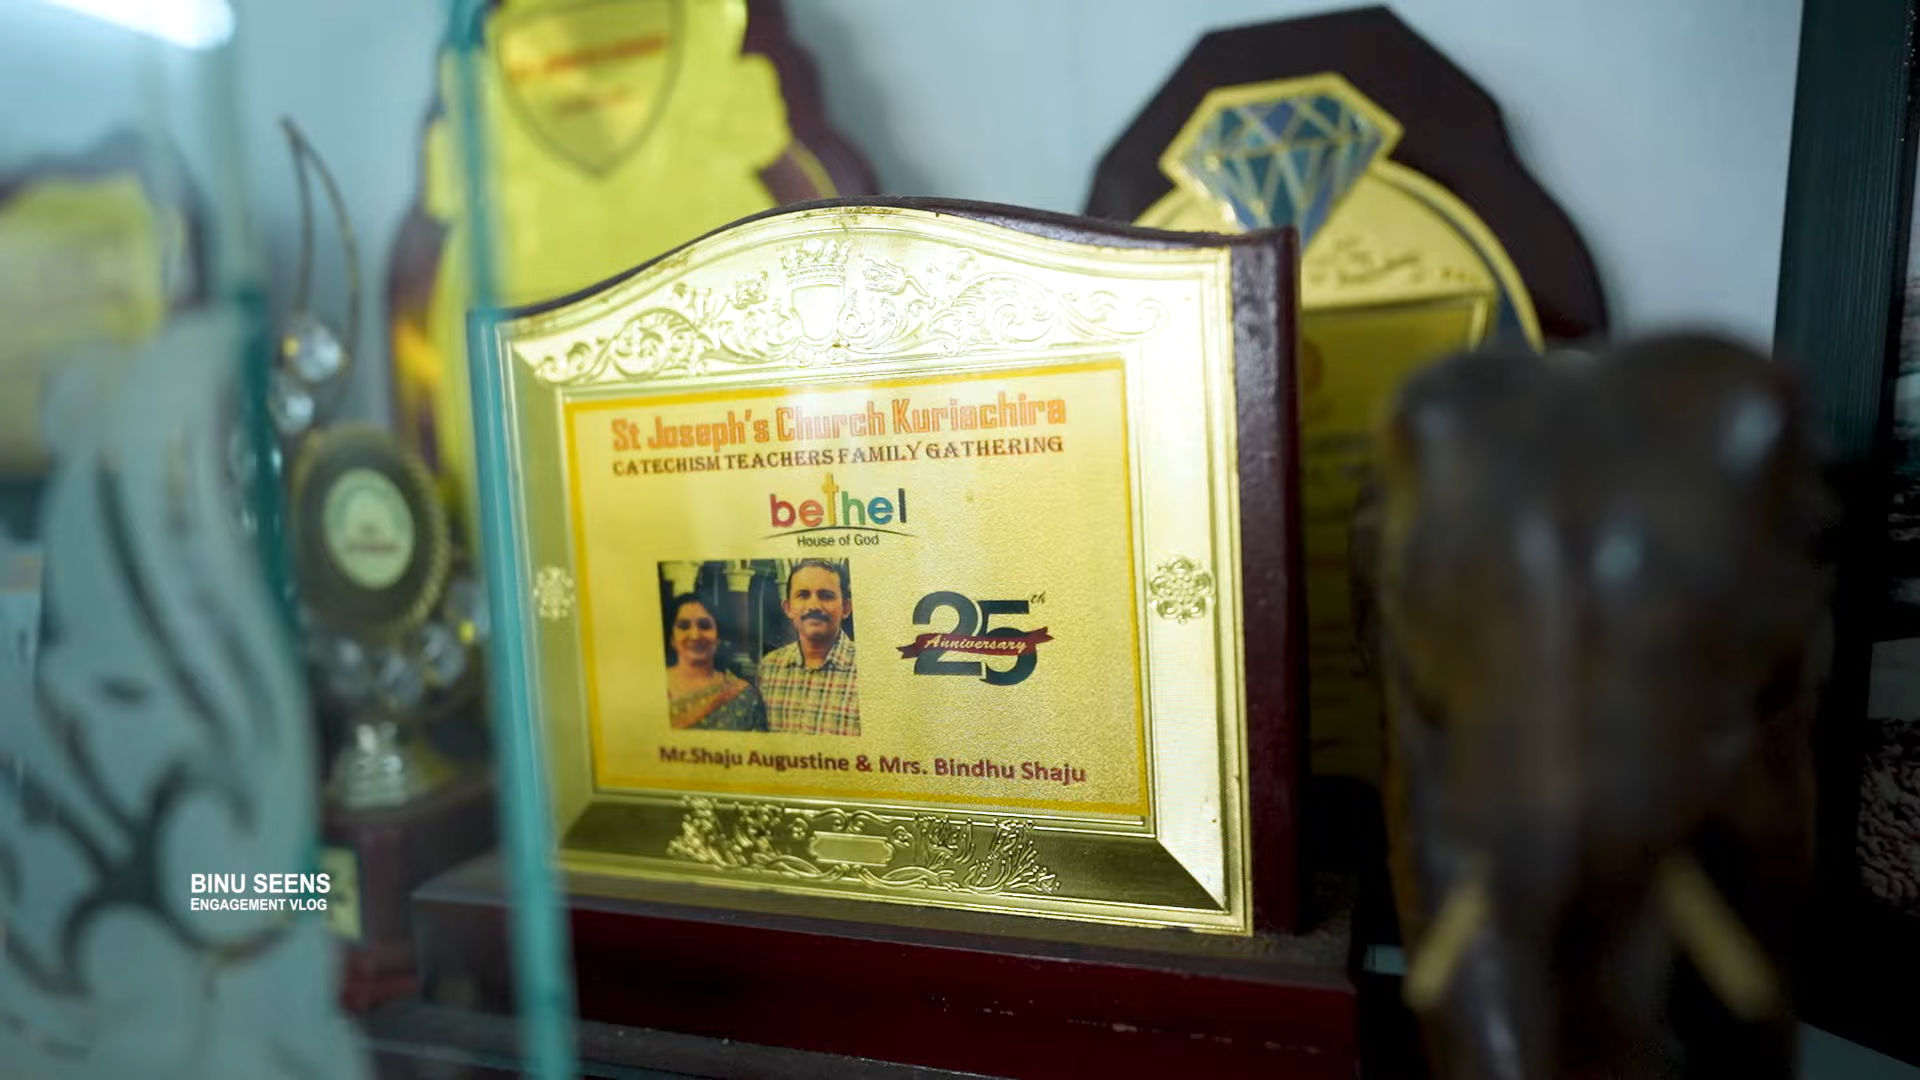 St Joseph's Church Kuriachira
CATECHISM TEACHERS FAMILY GATHERING
bethel
House of God
25th
Anniversary
Mr.Shaju Augustine & Mrs. Bindhu Shaju
BINU SEENS
ENGAGEMENT VLOG